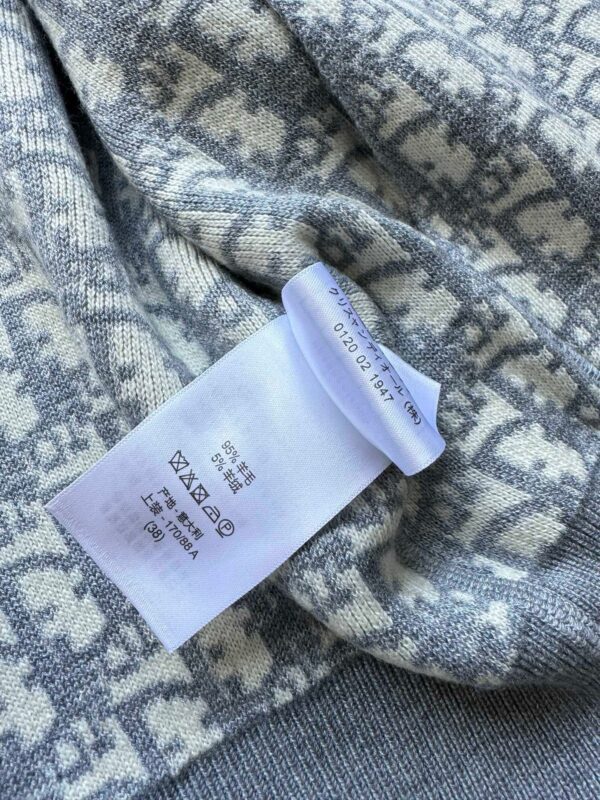 クリスチャンディオール (株)
0120 02 1947
95% 羊毛
5% 羊绒
产地 - 意大利
上装 - 170/88 A
(38)